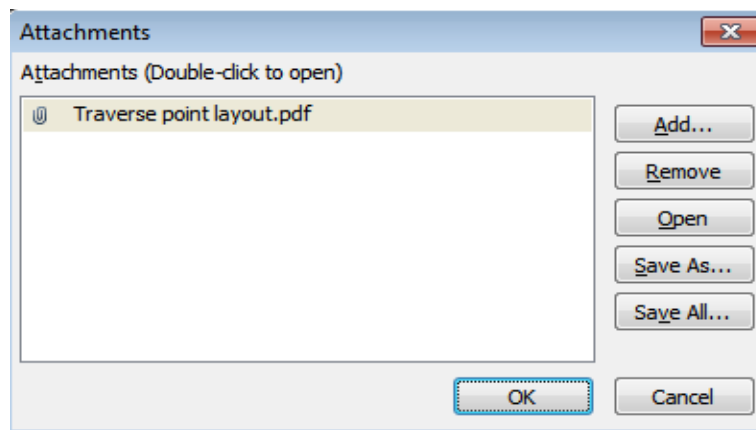 Attachments
Attachments (Double-click to open)
Traverse point layout.pdf
Add...
Remove
Open
Save As...
Save All...
OK
Cancel